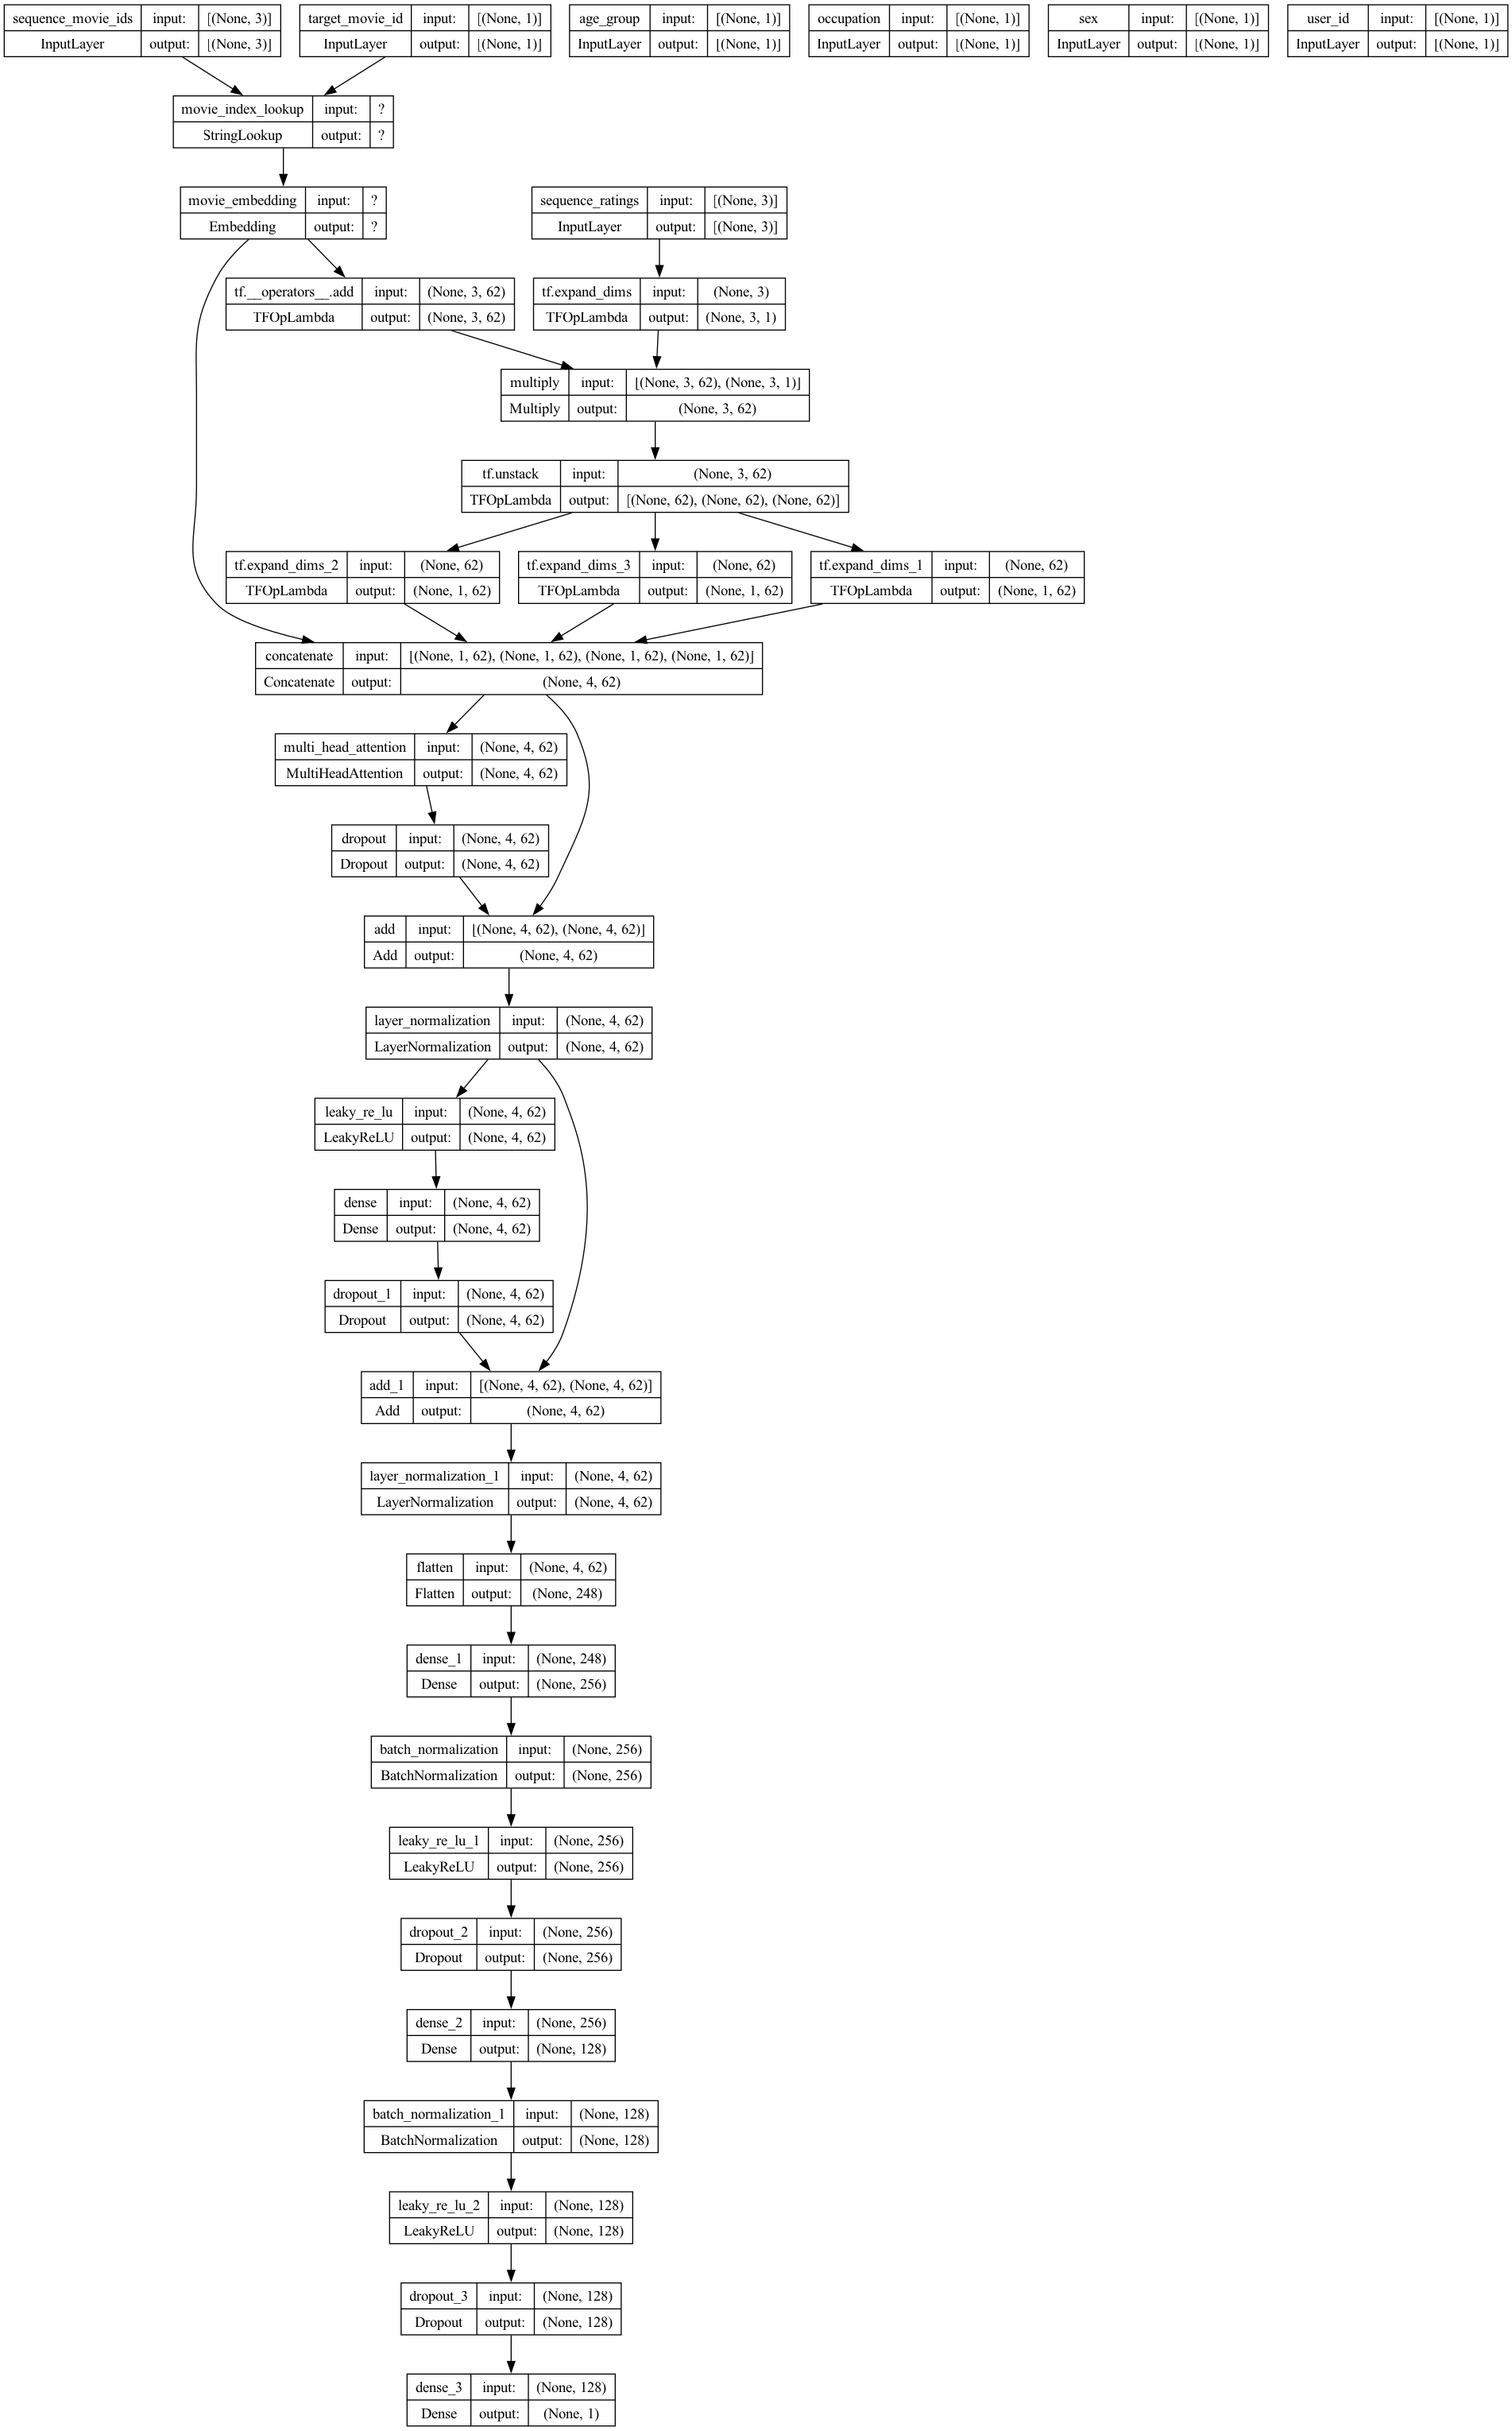 sequence_movie_ids input: [(None, 3)]
InputLayer output: [(None, 3)]
target_movie_id input: [(None, 1)]
InputLayer output: [(None, 1)]
age_group input: [(None, 1)]
InputLayer output: [(None, 1)]
occupation input: [(None, 1)]
InputLayer output: [(None, 1)]
sex input: [(None, 1)]
InputLayer output: [(None, 1)]
user_id input: [(None, 1)]
InputLayer output: [(None, 1)]
movie_index_lookup input: ?
StringLookup output: ?
movie_embedding input: ?
Embedding output: ?
sequence_ratings input: [(None, 3)]
InputLayer output: [(None, 3)]
tf.__operators__.add input: (None, 3, 62)
TFOpLambda output: (None, 3, 62)
tf.expand_dims input: (None, 3)
TFOpLambda output: (None, 3, 1)
multiply input: [(None, 3, 62), (None, 3, 1)]
Multiply output: (None, 3, 62)
tf.unstack input: (None, 3, 62)
TFOpLambda output: [(None, 62), (None, 62), (None, 62)]
tf.expand_dims_2 input: (None, 62)
TFOpLambda output: (None, 1, 62)
tf.expand_dims_3 input: (None, 62)
TFOpLambda output: (None, 1, 62)
tf.expand_dims_1 input: (None, 62)
TFOpLambda output: (None, 1, 62)
concatenate input: [(None, 1, 62), (None, 1, 62), (None, 1, 62), (None, 1, 62)]
Concatenate output: (None, 4, 62)
multi_head_attention input: (None, 4, 62)
MultiHeadAttention output: (None, 4, 62)
dropout input: (None, 4, 62)
Dropout output: (None, 4, 62)
add input: [(None, 4, 62), (None, 4, 62)]
Add output: (None, 4, 62)
layer_normalization input: (None, 4, 62)
LayerNormalization output: (None, 4, 62)
leaky_re_lu input: (None, 4, 62)
LeakyReLU output: (None, 4, 62)
dense input: (None, 4, 62)
Dense output: (None, 4, 62)
dropout_1 input: (None, 4, 62)
Dropout output: (None, 4, 62)
add_1 input: [(None, 4, 62), (None, 4, 62)]
Add output: (None, 4, 62)
layer_normalization_1 input: (None, 4, 62)
LayerNormalization output: (None, 4, 62)
flatten input: (None, 4, 62)
Flatten output: (None, 248)
dense_1 input: (None, 248)
Dense output: (None, 256)
batch_normalization input: (None, 256)
BatchNormalization output: (None, 256)
leaky_re_lu_1 input: (None, 256)
LeakyReLU output: (None, 256)
dropout_2 input: (None, 256)
Dropout output: (None, 256)
dense_2 input: (None, 256)
Dense output: (None, 128)
batch_normalization_1 input: (None, 128)
BatchNormalization output: (None, 128)
leaky_re_lu_2 input: (None, 128)
LeakyReLU output: (None, 128)
dropout_3 input: (None, 128)
Dropout output: (None, 128)
dense_3 input: (None, 128)
Dense output: (None, 1)